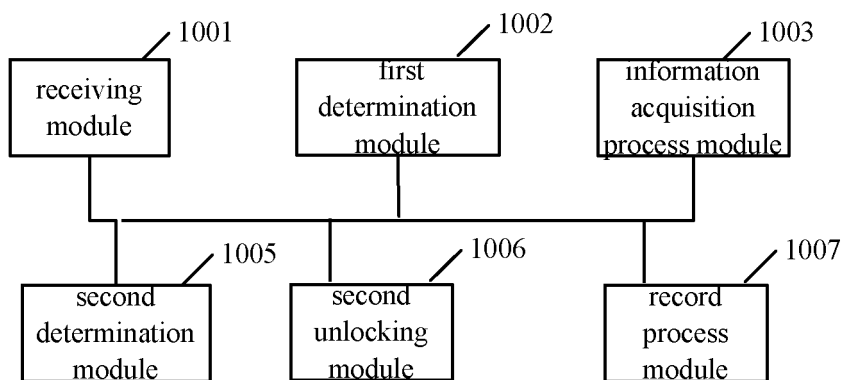 1001
receiving
module
1002
first
determination
module
1003
information
acquisition
process module
1005
second
determination
module
1006
second
unlocking
module
1007
record
process
module